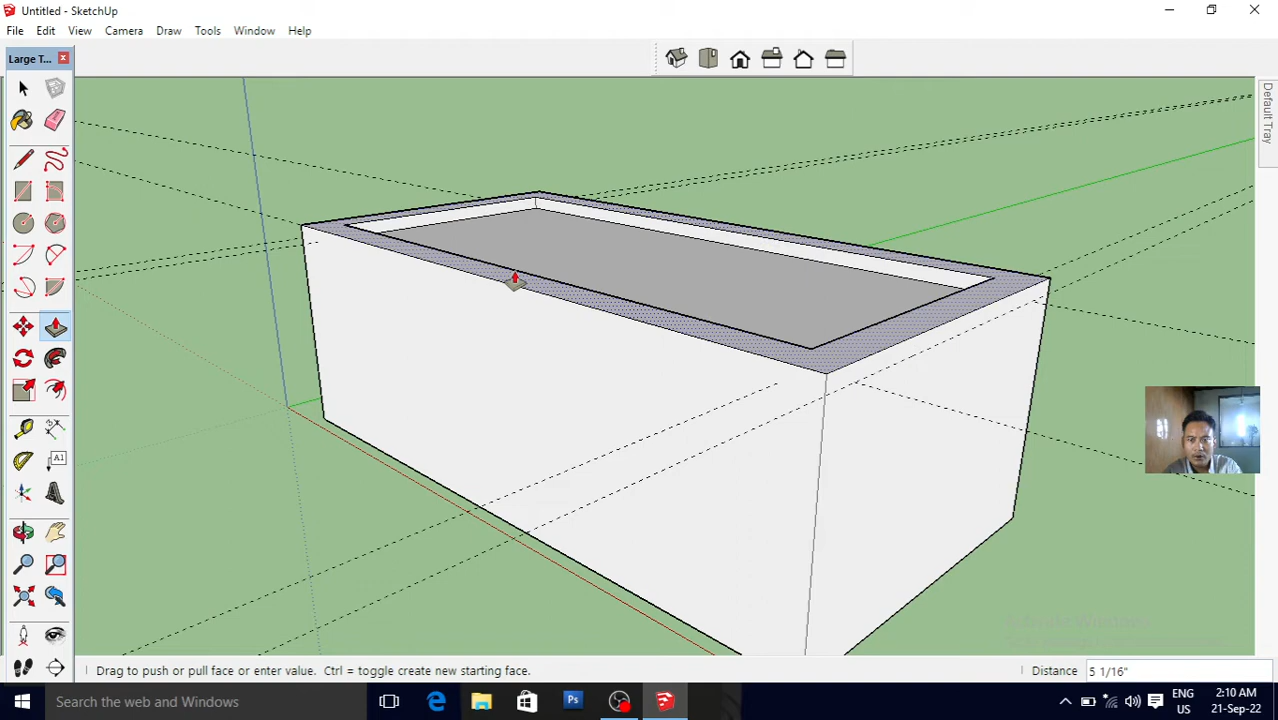 Untitled - SketchUp
File Edit View Camera Draw Tools Window Help
Large T...
Default Tray
A1
Drag to push or pull face or enter value. Ctrl = toggle create new starting face.
Distance 5 1/16"
Search the web and Windows
Ps
ENG
US
2:10 AM
21-Sep-22